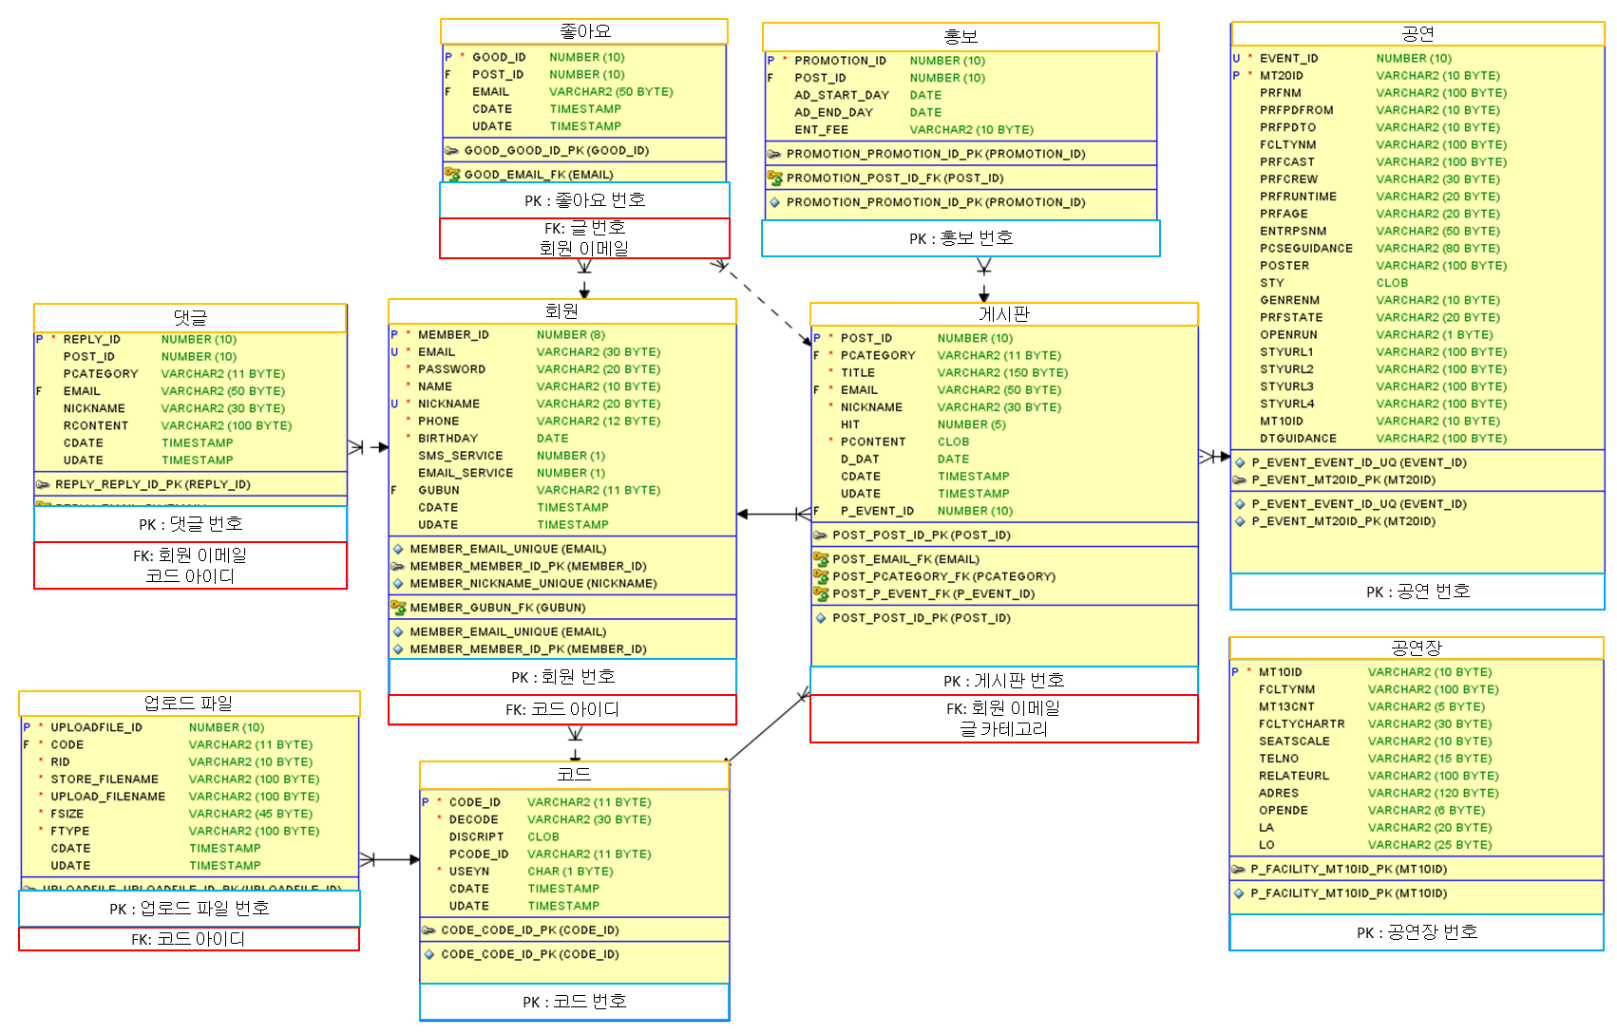 좋아요
P * GOOD_ID NUMBER (10)
F POST_ID NUMBER (10)
F EMAIL VARCHAR2 (50 BYTE)
CDATE TIMESTAMP
UDATE TIMESTAMP
GOOD_GOOD_ID_PK (GOOD_ID)
GOOD_EMAIL_FK (EMAIL)
PK : 좋아요 번호
FK: 글 번호
회원 이메일
홍보
P * PROMOTION_ID NUMBER (10)
F POST_ID NUMBER (10)
AD_START_DAY DATE
AD_END_DAY DATE
ENT_FEE VARCHAR2 (10 BYTE)
PROMOTION_PROMOTION_ID_PK (PROMOTION_ID)
PROMOTION_POST_ID_FK (POST_ID)
PROMOTION_PROMOTION_ID_PK (PROMOTION_ID)
PK : 홍보 번호
공연
U * EVENT_ID NUMBER (10)
P * MT20ID VARCHAR2 (10 BYTE)
PRFNM VARCHAR2 (100 BYTE)
PRFPDFROM VARCHAR2 (10 BYTE)
PRFPDTO VARCHAR2 (10 BYTE)
FCLTYNM VARCHAR2 (100 BYTE)
PRFCAST VARCHAR2 (100 BYTE)
PRFCREW VARCHAR2 (30 BYTE)
PRFRUNTIME VARCHAR2 (20 BYTE)
PRFAGE VARCHAR2 (20 BYTE)
ENTRPSNM VARCHAR2 (50 BYTE)
PCSEGUIDANCE VARCHAR2 (80 BYTE)
POSTER VARCHAR2 (100 BYTE)
STY CLOB
GENRENM VARCHAR2 (10 BYTE)
PRFSTATE VARCHAR2 (20 BYTE)
OPENRUN VARCHAR2 (1 BYTE)
STYURL1 VARCHAR2 (100 BYTE)
STYURL2 VARCHAR2 (100 BYTE)
STYURL3 VARCHAR2 (100 BYTE)
STYURL4 VARCHAR2 (100 BYTE)
MT10ID VARCHAR2 (10 BYTE)
DTGUIDANCE VARCHAR2 (100 BYTE)
P_EVENT_EVENT_ID_UQ (EVENT_ID)
P_EVENT_MT20ID_PK (MT20ID)
P_EVENT_EVENT_ID_UQ (EVENT_ID)
P_EVENT_MT20ID_PK (MT20ID)
PK : 공연 번호
댓글
P * REPLY_ID NUMBER (10)
POST_ID NUMBER (10)
PCATEGORY VARCHAR2 (11 BYTE)
F EMAIL VARCHAR2 (50 BYTE)
NICKNAME VARCHAR2 (30 BYTE)
RCONTENT VARCHAR2 (100 BYTE)
CDATE TIMESTAMP
UDATE TIMESTAMP
REPLY_REPLY_ID_PK (REPLY_ID)
PK : 댓글 번호
FK: 회원 이메일
코드 아이디
회원
P * MEMBER_ID NUMBER (8)
U * EMAIL VARCHAR2 (30 BYTE)
* PASSWORD VARCHAR2 (20 BYTE)
* NAME VARCHAR2 (10 BYTE)
U * NICKNAME VARCHAR2 (20 BYTE)
* PHONE VARCHAR2 (12 BYTE)
* BIRTHDAY DATE
SMS_SERVICE NUMBER (1)
EMAIL_SERVICE NUMBER (1)
F GUBUN VARCHAR2 (11 BYTE)
CDATE TIMESTAMP
UDATE TIMESTAMP
MEMBER_EMAIL_UNIQUE (EMAIL)
MEMBER_MEMBER_ID_PK (MEMBER_ID)
MEMBER_NICKNAME_UNIQUE (NICKNAME)
MEMBER_GUBUN_FK (GUBUN)
MEMBER_EMAIL_UNIQUE (EMAIL)
MEMBER_MEMBER_ID_PK (MEMBER_ID)
PK : 회원 번호
FK: 코드 아이디
게시판
P * POST_ID NUMBER (10)
F * PCATEGORY VARCHAR2 (11 BYTE)
* TITLE VARCHAR2 (150 BYTE)
F * EMAIL VARCHAR2 (50 BYTE)
* NICKNAME VARCHAR2 (30 BYTE)
HIT NUMBER (5)
* PCONTENT CLOB
D_DAT DATE
CDATE TIMESTAMP
UDATE TIMESTAMP
F P_EVENT_ID NUMBER (10)
POST_POST_ID_PK (POST_ID)
POST_EMAIL_FK (EMAIL)
POST_PCATEGORY_FK (PCATEGORY)
POST_P_EVENT_FK (P_EVENT_ID)
POST_POST_ID_PK (POST_ID)
PK : 게시판 번호
FK: 회원 이메일
글 카테고리
공연장
P * MT10ID VARCHAR2 (10 BYTE)
FCLTYNM VARCHAR2 (100 BYTE)
MT13CNT VARCHAR2 (5 BYTE)
FCLTYCHARTR VARCHAR2 (30 BYTE)
SEATSCALE VARCHAR2 (10 BYTE)
TELNO VARCHAR2 (15 BYTE)
RELATEURL VARCHAR2 (100 BYTE)
ADRES VARCHAR2 (120 BYTE)
OPENDE VARCHAR2 (6 BYTE)
LA VARCHAR2 (20 BYTE)
LO VARCHAR2 (25 BYTE)
P_FACILITY_MT10ID_PK (MT10ID)
P_FACILITY_MT10ID_PK (MT10ID)
PK : 공연장 번호
업로드 파일
P * UPLOADFILE_ID NUMBER (10)
F * CODE VARCHAR2 (11 BYTE)
* RID VARCHAR2 (10 BYTE)
* STORE_FILENAME VARCHAR2 (100 BYTE)
* UPLOAD_FILENAME VARCHAR2 (100 BYTE)
* FSIZE VARCHAR2 (45 BYTE)
* FTYPE VARCHAR2 (100 BYTE)
CDATE TIMESTAMP
UDATE TIMESTAMP
UPLOADFILE_UPLOADFILE_ID_PK (UPLOADFILE_ID)
PK : 업로드 파일 번호
FK: 코드 아이디
코드
P * CODE_ID VARCHAR2 (11 BYTE)
* DECODE VARCHAR2 (30 BYTE)
DISCRIPT CLOB
PCODE_ID VARCHAR2 (11 BYTE)
* USEYN CHAR (1 BYTE)
CDATE TIMESTAMP
UDATE TIMESTAMP
CODE_CODE_ID_PK (CODE_ID)
CODE_CODE_ID_PK (CODE_ID)
PK : 코드 번호